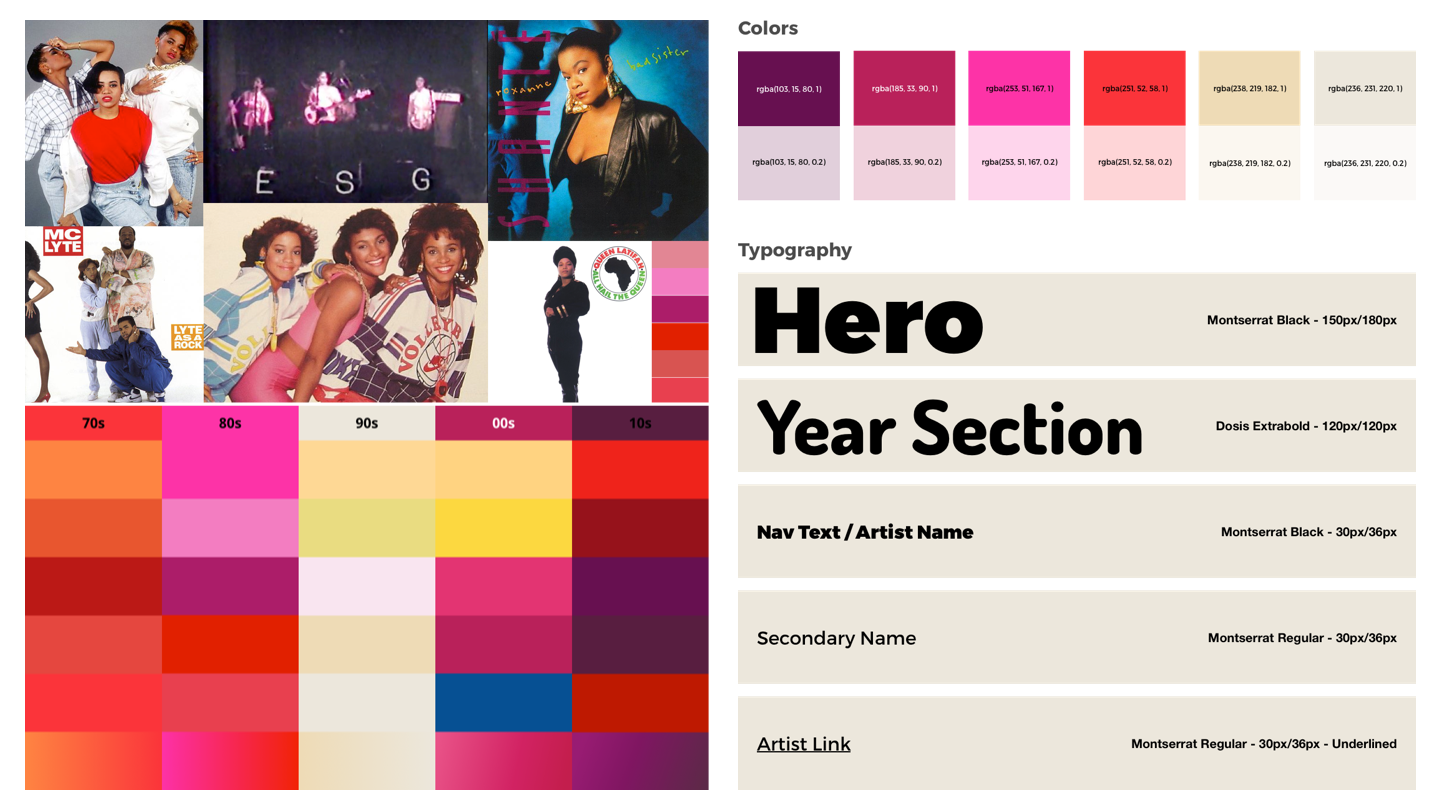 E S G
roxanne
bad sister
SHANTE
MC
LYTE
LYTE
AS A
ROCK
QUEEN LATIFAH
ALL HAIL THE QUEEN
VOLLEYB
70s
80s
90s
00s
10s
Colors
rgba(103, 15, 80, 1)
rgba(185, 33, 90, 1)
rgba(253, 51, 167, 1)
rgba(251, 52, 58, 1)
rgba(238, 219, 182, 1)
rgba(236, 231, 220, 1)
rgba(103, 15, 80, 0.2)
rgba(185, 33, 90, 0.2)
rgba(253, 51, 167, 0.2)
rgba(251, 52, 58, 0.2)
rgba(238, 219, 182, 0.2)
rgba(236, 231, 220, 0.2)
Typography
Hero
Montserrat Black - 150px/180px
Year Section
Dosis Extrabold - 120px/120px
Nav Text / Artist Name
Montserrat Black - 30px/36px
Secondary Name
Montserrat Regular - 30px/36px
Artist Link
Montserrat Regular - 30px/36px - Underlined